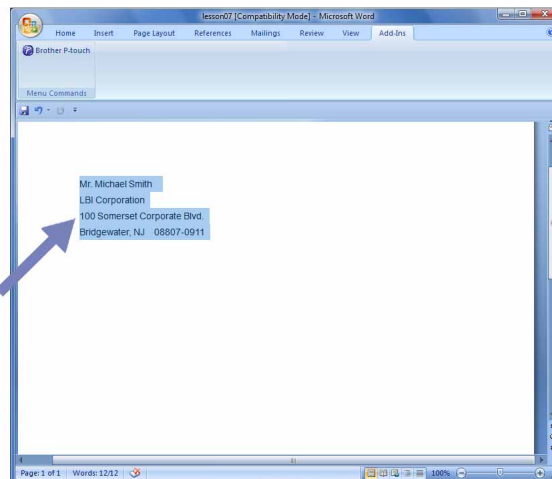 lesson07 [Compatibility Mode] - Microsoft Word
Home Insert Page Layout References Mailings Review View Add-Ins
Brother P-touch
Menu Commands
Mr. Michael Smith
LBI Corporation
100 Somerset Corporate Blvd.
Bridgewater, NJ 08807-0911
Page: 1 of 1 Words: 12/12 100%